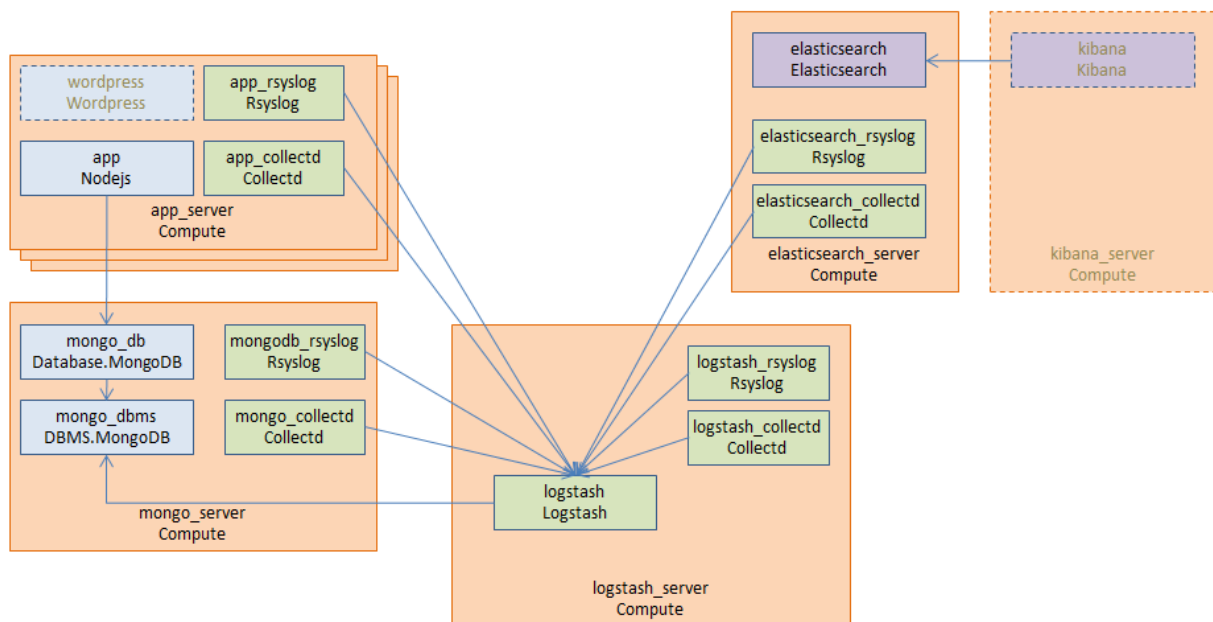 wordpress
Wordpress
app_rsyslog
Rsyslog
app
Nodejs
app_collectd
Collectd
app_server
Compute
elasticsearch
Elasticsearch
kibana
Kibana
elasticsearch_rsyslog
Rsyslog
elasticsearch_collectd
Collectd
elasticsearch_server
Compute
kibana_server
Compute
mongo_db
Database.MongoDB
mongodb_rsyslog
Rsyslog
mongo_dbms
DBMS.MongoDB
mongo_collectd
Collectd
mongo_server
Compute
logstash_rsyslog
Rsyslog
logstash_collectd
Collectd
logstash
Logstash
logstash_server
Compute